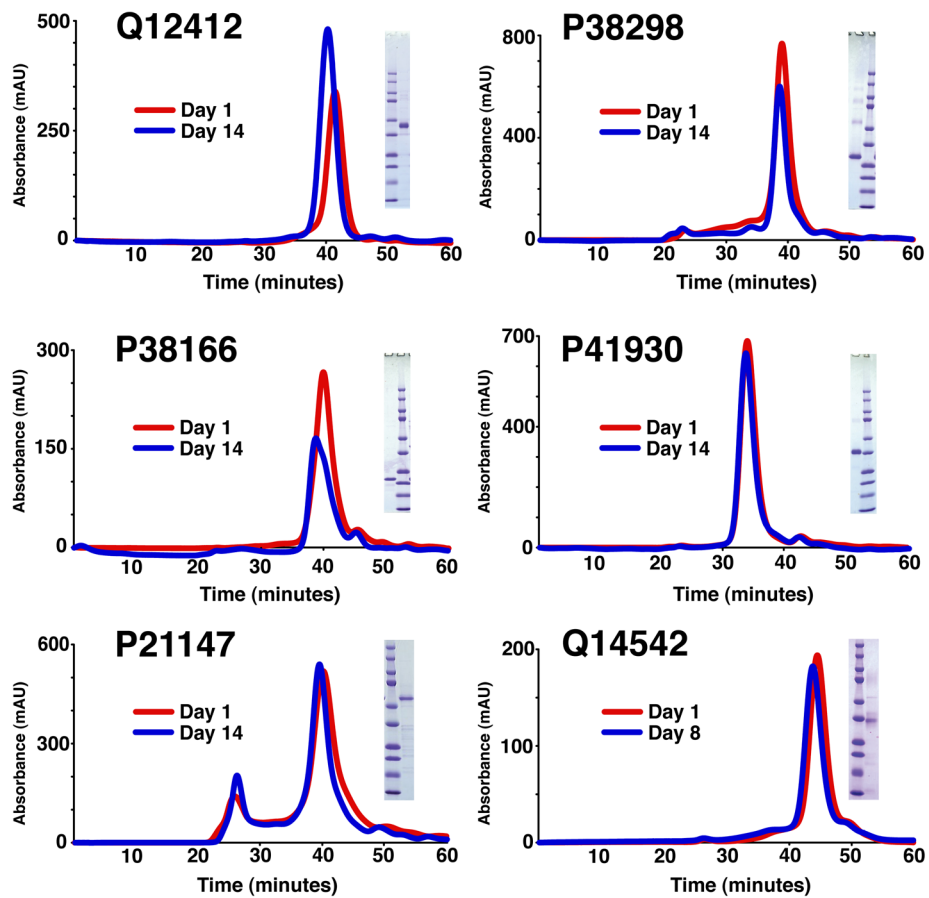 Q12412
500
250
0
10 20 30 40 50 60
Absorbance (mAU)
Time (minutes)
Day 1
Day 14
P38298
800
400
0
10 20 30 40 50 60
Absorbance (mAU)
Time (minutes)
Day 1
Day 14
P38166
300
150
0
10 20 30 40 50 60
Absorbance (mAU)
Time (minutes)
Day 1
Day 14
P41930
700
400
0
10 20 30 40 50 60
Absorbance (mAU)
Time (minutes)
Day 1
Day 14
P21147
600
300
0
10 20 30 40 50 60
Absorbance (mAU)
Time (minutes)
Day 1
Day 14
Q14542
200
100
0
10 20 30 40 50 60
Absorbance (mAU)
Time (minutes)
Day 1
Day 8